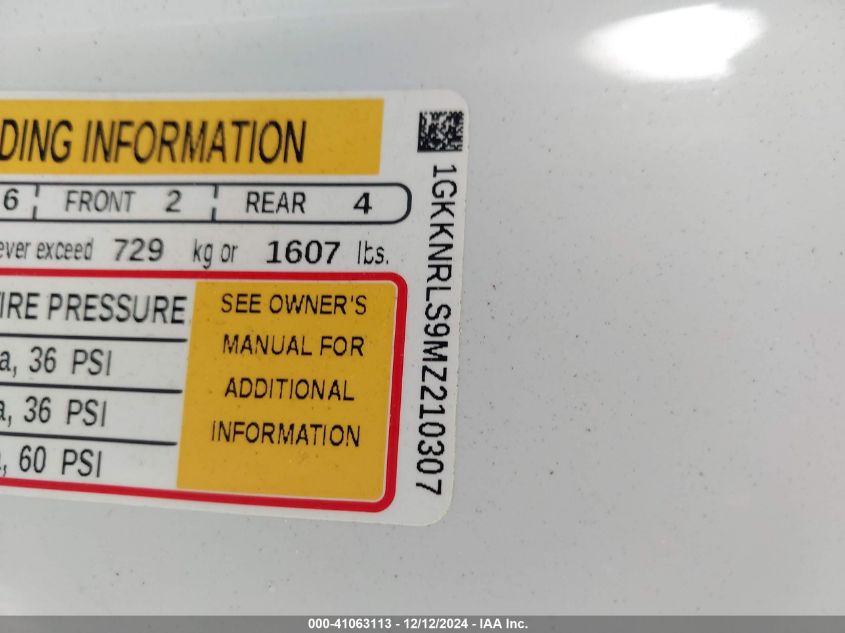 DING INFORMATION
6 FRONT 2 REAR 4
ever exceed 729 kg or 1607 lbs.
TIRE PRESSURE
a, 36 PSI
a, 36 PSI
, 60 PSI
SEE OWNER'S
MANUAL FOR
ADDITIONAL
INFORMATION
1GKKNRLS9MZ210307
000-41063113 - 12/12/2024 - IAA Inc.